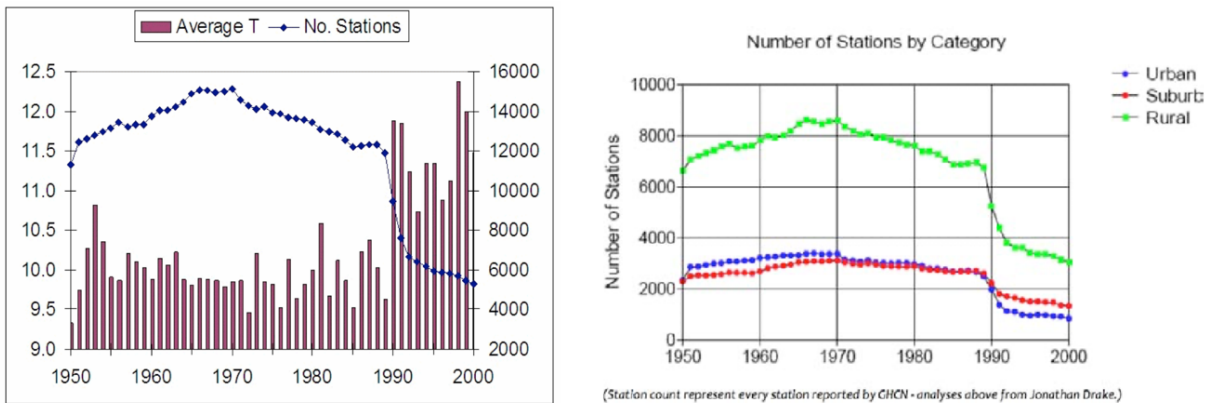 Average T No. Stations
12.5
12.0
11.5
11.0
10.5
10.0
9.5
9.0
16000
14000
12000
10000
8000
6000
4000
2000
1950 1960 1970 1980 1990 2000
Number of Stations by Category
Urban
Suburb
Rural
Number of Stations
10000
8000
6000
4000
2000
0
1950 1960 1970 1980 1990 2000
(Station count represent every station reported by GHCN - analyses above from Jonathan Drake.)